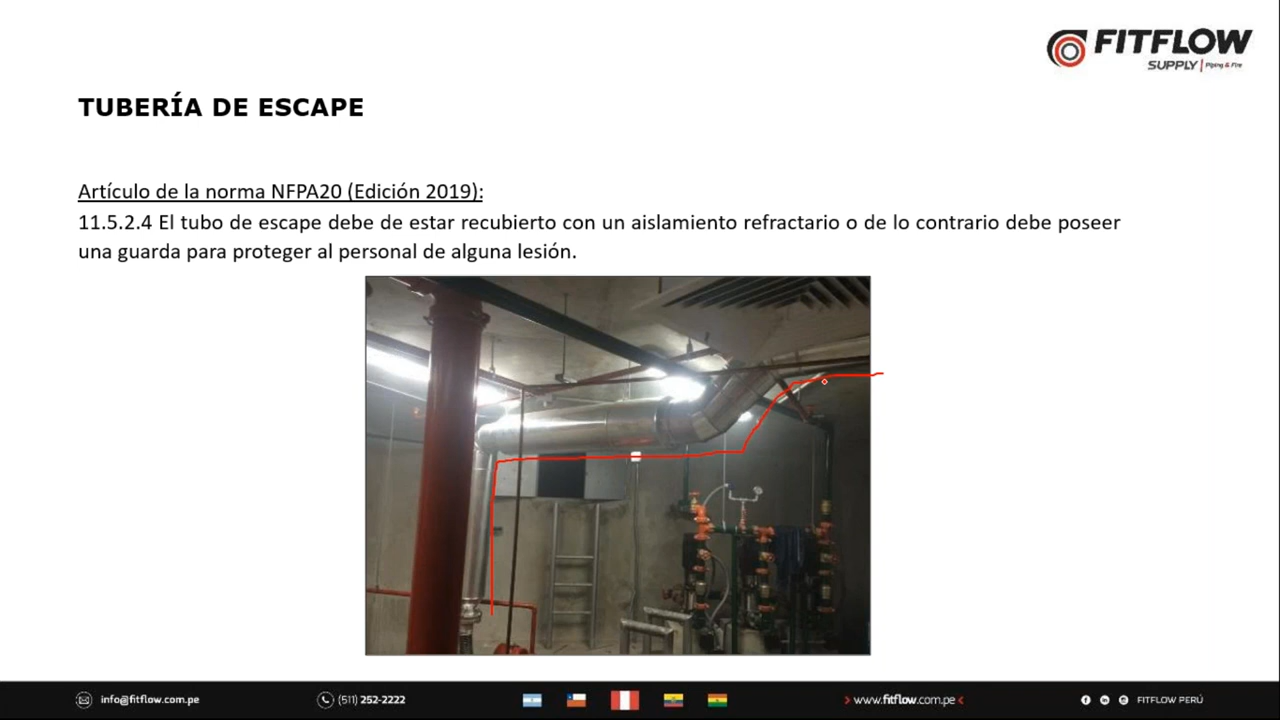 FITFLOW
SUPPLY | Piping & Fire
TUBERÍA DE ESCAPE
Artículo de la norma NFPA20 (Edición 2019):
11.5.2.4 El tubo de escape debe de estar recubierto con un aislamiento refractario o de lo contrario debe poseer
una guarda para proteger al personal de alguna lesión.
info@fitflow.com.pe
(511) 252-2222
www.fitflow.com.pe
FITFLOW PERÚ